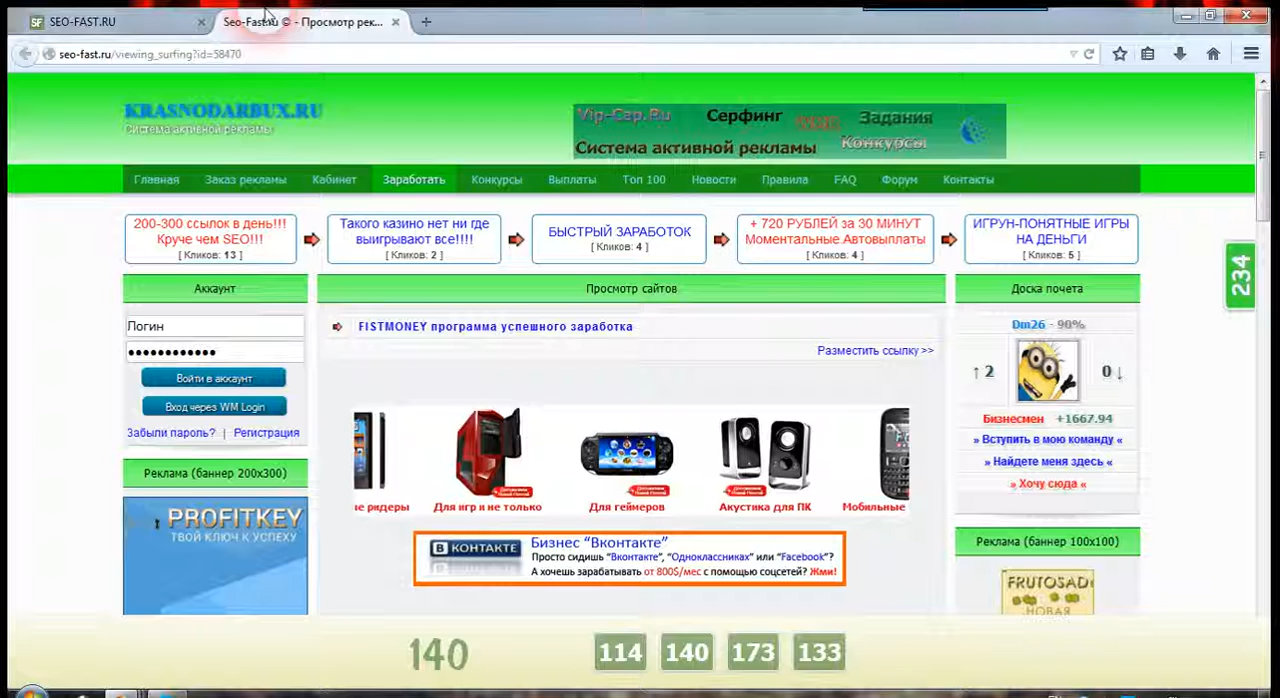 SEO-FAST.RU
Seo-Fast.ru © - Просмотр рек...
seo-fast.ru/viewing_surfing?id=58470
KRASNODARBUX.RU
Система активной рекламы
Vip-Cap.Ru Серфинг Задания
Система активной рекламы Конкурсы
Главная Заказ рекламы Кабинет Заработать Конкурсы Выплаты Топ 100 Новости Правила FAQ Форум Контакты
200-300 ссылок в день!!!
Круче чем SEO!!!
[ Кликов: 13 ]
Такого казино нет ни где
выигрывают все!!!!
[ Кликов: 2 ]
БЫСТРЫЙ ЗАРАБОТОК
[ Кликов: 4 ]
+ 720 РУБЛЕЙ за 30 МИНУТ
Моментальные Автовыплаты
[ Кликов: 4 ]
ИГРУН-ПОНЯТНЫЕ ИГРЫ
НА ДЕНЬГИ
[ Кликов: 5 ]
234
Аккаунт
Логин
••••••••••••
Войти в аккаунт
Вход через WM Login
Забыли пароль? | Регистрация
Реклама (баннер 200x300)
PROFITKEY
ТВОЙ КЛЮЧ К УСПЕХУ
Просмотр сайтов
FISTMONEY программа успешного заработка
Разместить ссылку >>
ые ридеры
Для игр и не только
Для геймеров
Акустика для ПК
Мобильные
В КОНТАКТЕ
Бизнес “Вконтакте”
Просто сидишь “Вконтакте”, “Одноклассниках” или “Facebook”?
А хочешь зарабатывать от 800$/мес с помощью соцсетей? Жми!
Доска почета
Dm26 - 90%
↑ 2 0 ↓
Бизнесмен +1667.94
» Вступить в мою команду «
» Найдете меня здесь «
» Хочу сюда «
Реклама (баннер 100x100)
FRUTOSAD
НОВАЯ
140
114 140 173 133